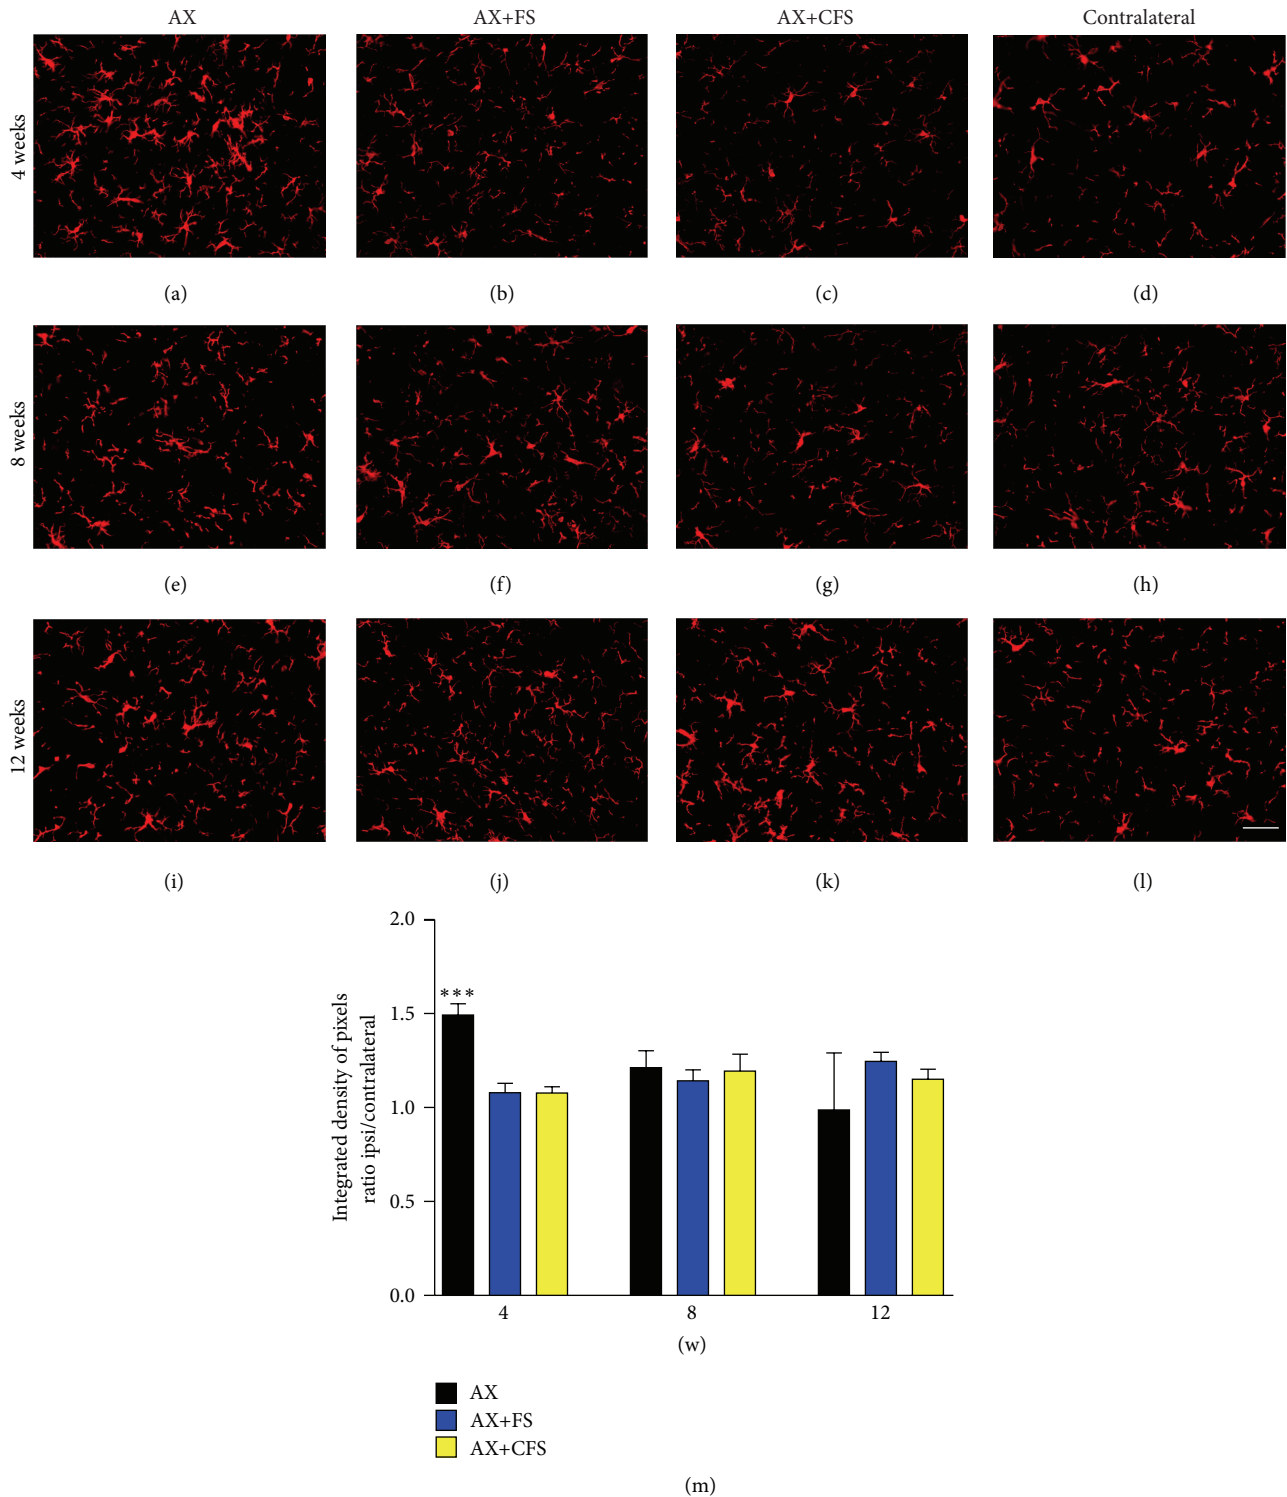 AX
AX+FS
AX+CFS
Contralateral
4 weeks
(a)
(b)
(c)
(d)
8 weeks
(e)
(f)
(g)
(h)
12 weeks
(i)
(j)
(k)
(l)
Integrated density of pixels
ratio ipsi/contralateral
2.0
1.5
1.0
0.5
0.0
***
4
8
12
(w)
AX
AX+FS
AX+CFS
(m)